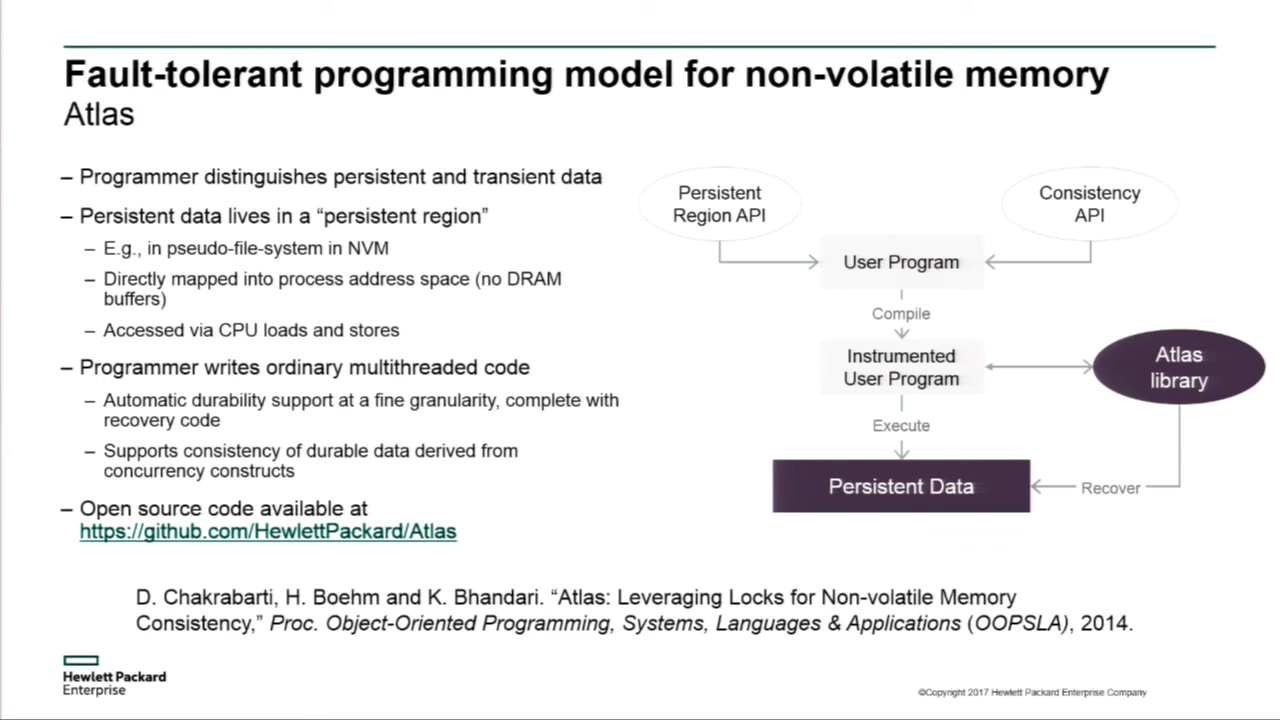 Fault-tolerant programming model for non-volatile memory
Atlas
– Programmer distinguishes persistent and transient data
– Persistent data lives in a “persistent region”
– E.g., in pseudo-file-system in NVM
– Directly mapped into process address space (no DRAM
buffers)
– Accessed via CPU loads and stores
– Programmer writes ordinary multithreaded code
– Automatic durability support at a fine granularity, complete with
recovery code
– Supports consistency of durable data derived from
concurrency constructs
– Open source code available at
https://github.com/HewlettPackard/Atlas
Persistent
Region API
Consistency
API
User Program
Compile
Instrumented
User Program
Atlas
library
Execute
Persistent Data
Recover
D. Chakrabarti, H. Boehm and K. Bhandari. “Atlas: Leveraging Locks for Non-volatile Memory
Consistency,” Proc. Object-Oriented Programming, Systems, Languages & Applications (OOPSLA), 2014.
Hewlett Packard
Enterprise
©Copyright 2017 Hewlett Packard Enterprise Company